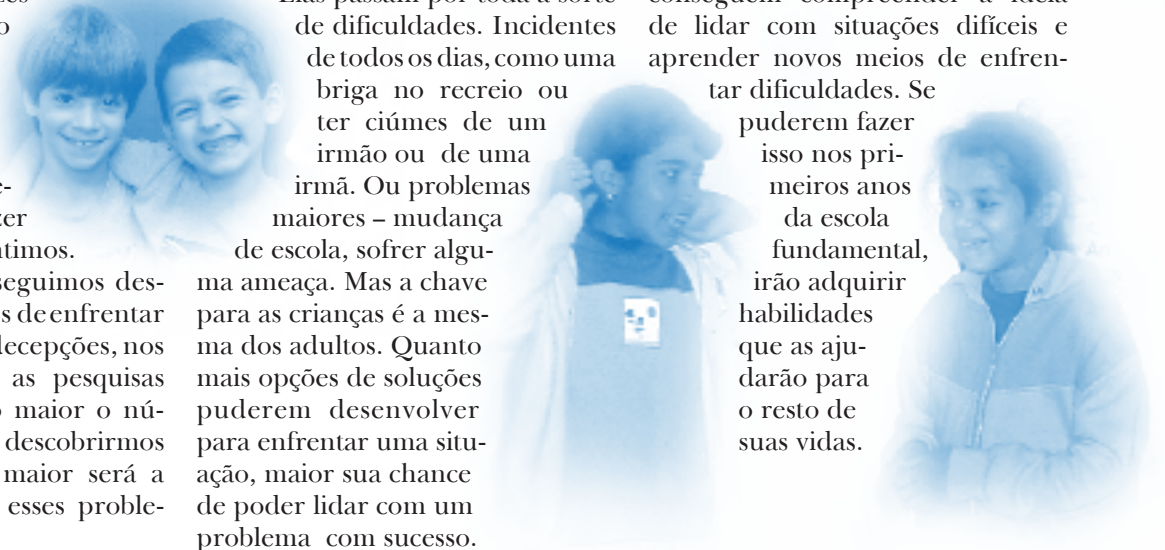 seguimos des-
s de enfrentar
decepções, nos
as pesquisas
o maior o nú-
descobrirmos
maior será a
esses proble-
Elas passam por toda a sorte
de dificuldades. Incidentes
de todos os dias, como uma
briga no recreio ou
ter ciúmes de um
irmão ou de uma
irmã. Ou problemas
maiores – mudança
de escola, sofrer algu-
ma ameaça. Mas a chave
para as crianças é a mes-
ma dos adultos. Quanto
mais opções de soluções
puderem desenvolver
para enfrentar uma situ-
ação, maior sua chance
de poder lidar com um
problema com sucesso.
conseguem compreender a ideia
de lidar com situações difíceis e
aprender novos meios de enfren-
tar dificuldades. Se
puderem fazer
isso nos pri-
meiros anos
da escola
fundamental,
irão adquirir
habilidades
que as aju-
darão para
o resto de
suas vidas.